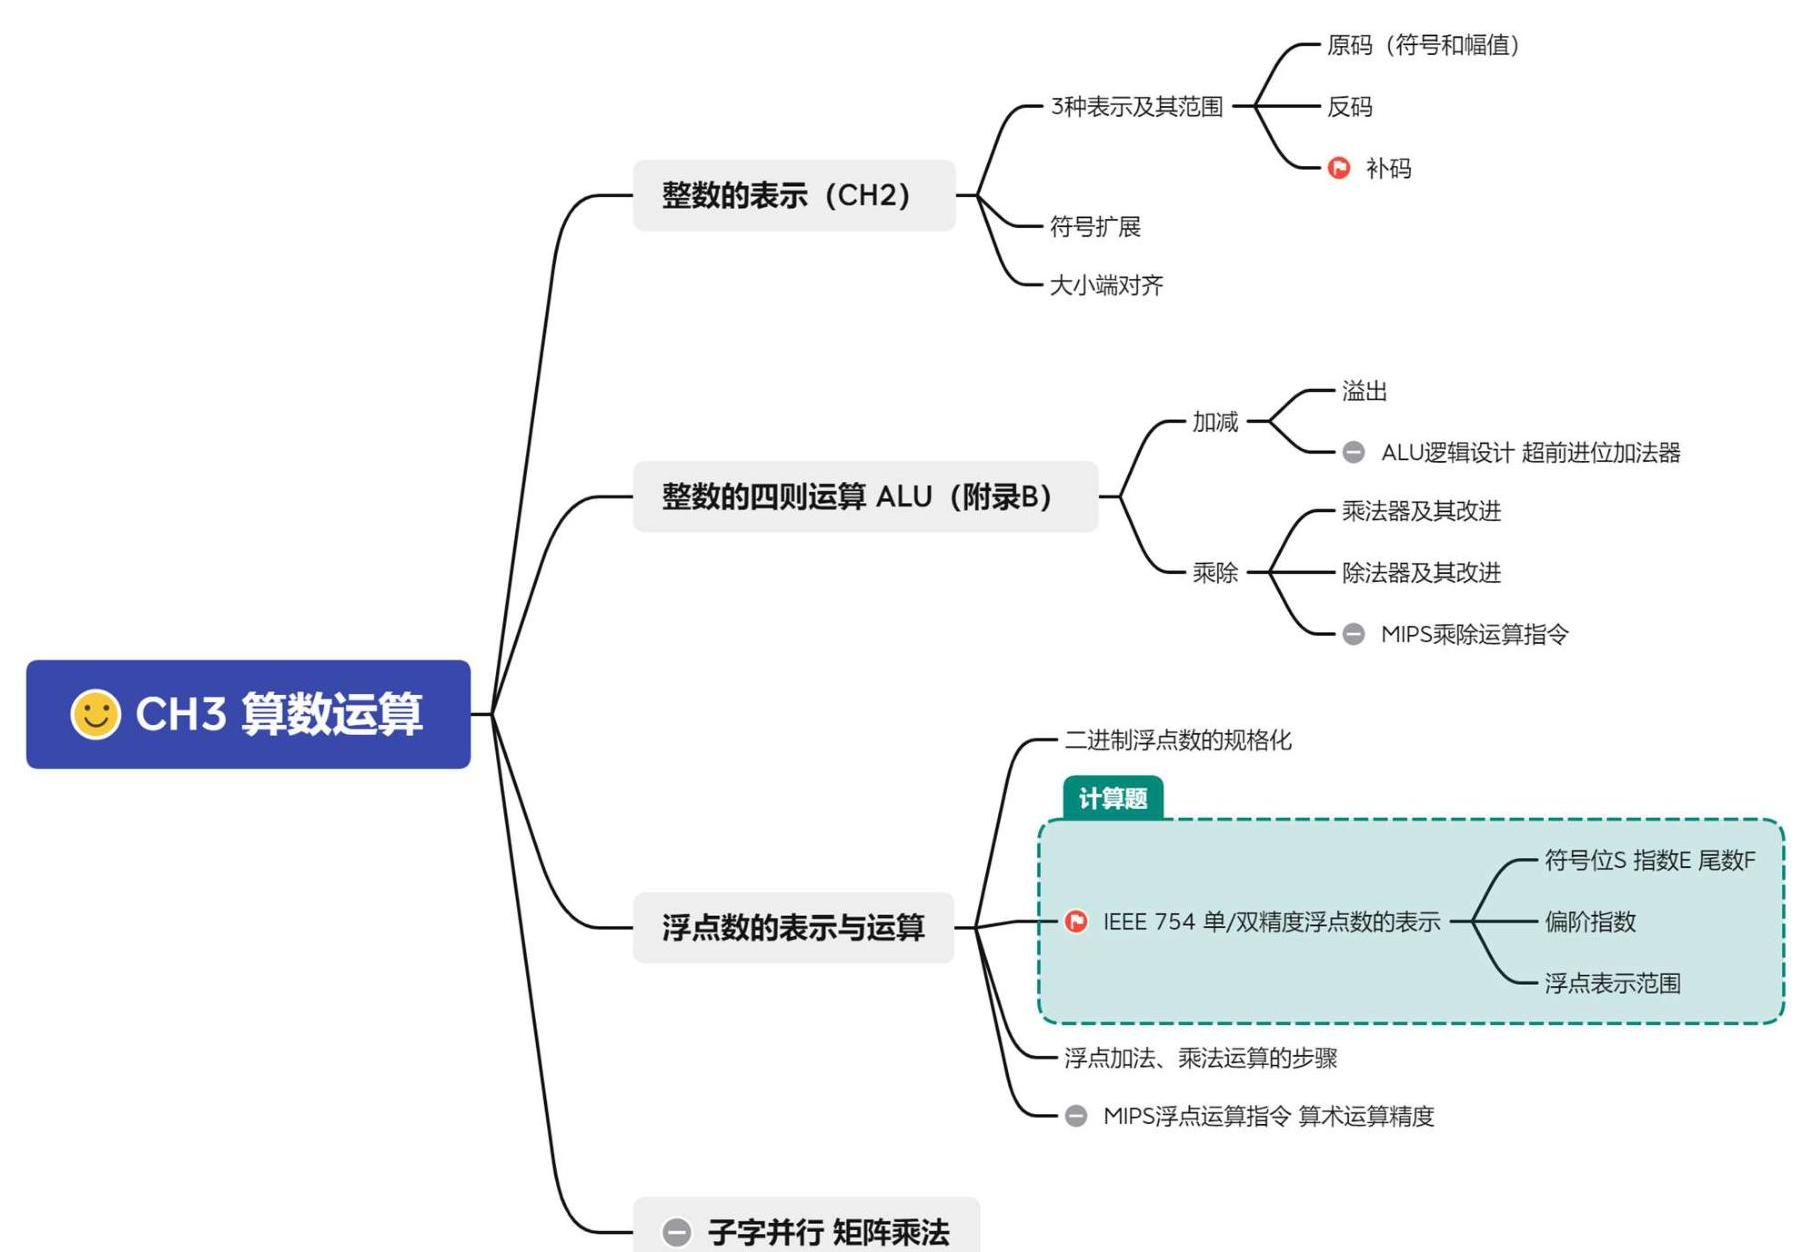 CH3 算数运算
整数的表示（CH2）
3种表示及其范围
原码（符号和幅值）
反码
补码
符号扩展
大小端对齐
整数的四则运算 ALU（附录B）
加减
溢出
ALU逻辑设计 超前进位加法器
乘除
乘法器及其改进
除法器及其改进
MIPS乘除运算指令
浮点数的表示与运算
二进制浮点数的规格化
计算题
IEEE 754 单/双精度浮点数的表示
符号位S 指数E 尾数F
偏阶指数
浮点表示范围
浮点加法、乘法运算的步骤
MIPS浮点运算指令 算术运算精度
子字并行 矩阵乘法